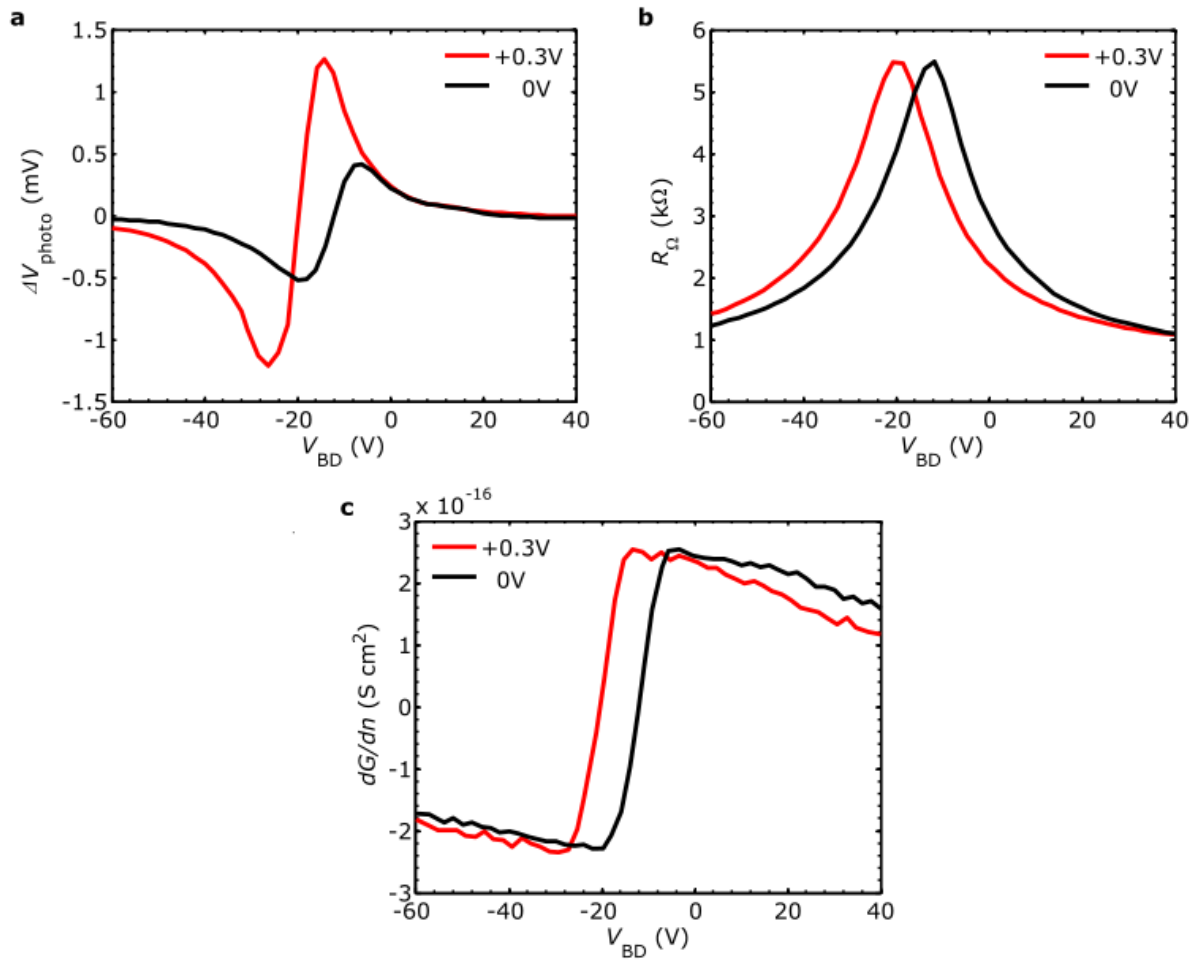 a
1.5
1
0.5
0
-0.5
-1
-1.5
ΔV_photo (mV)
+0.3V
0V
-60 -40 -20 0 20 40
V_BD (V)
b
6
5
4
3
2
1
0
R_Ω (kΩ)
+0.3V
0V
-60 -40 -20 0 20 40
V_BD (V)
c
x 10^-16
3
2
1
0
-1
-2
-3
dG/dn (S cm^2)
+0.3V
0V
-60 -40 -20 0 20 40
V_BD (V)